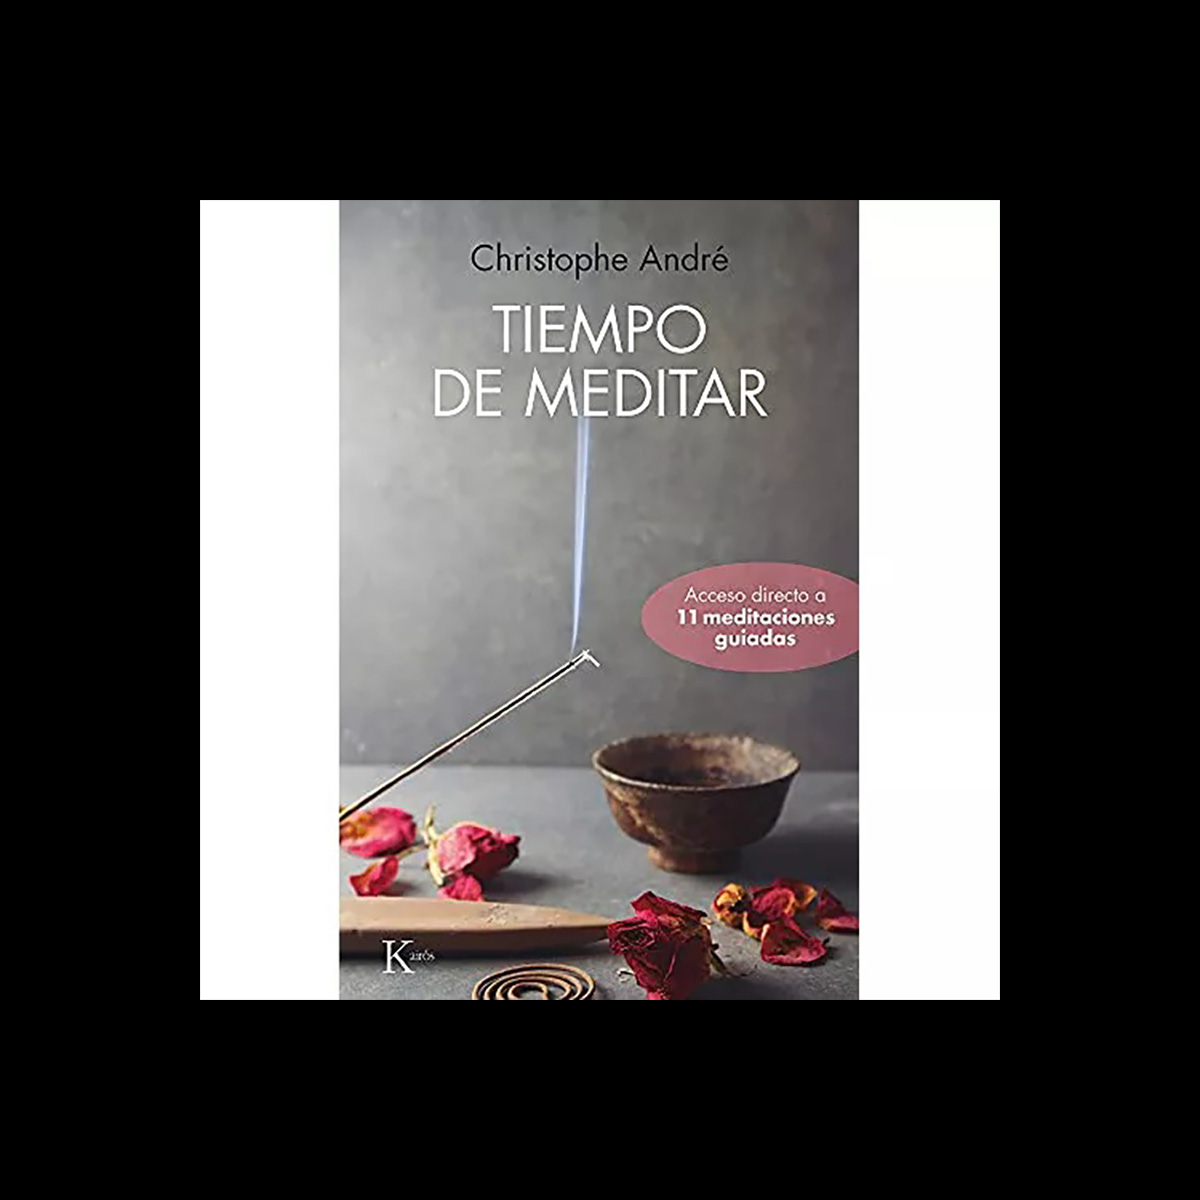 Christophe André
TIEMPO
DE MEDITAR
Acceso directo a
11 meditaciones
guiadas
Kairós